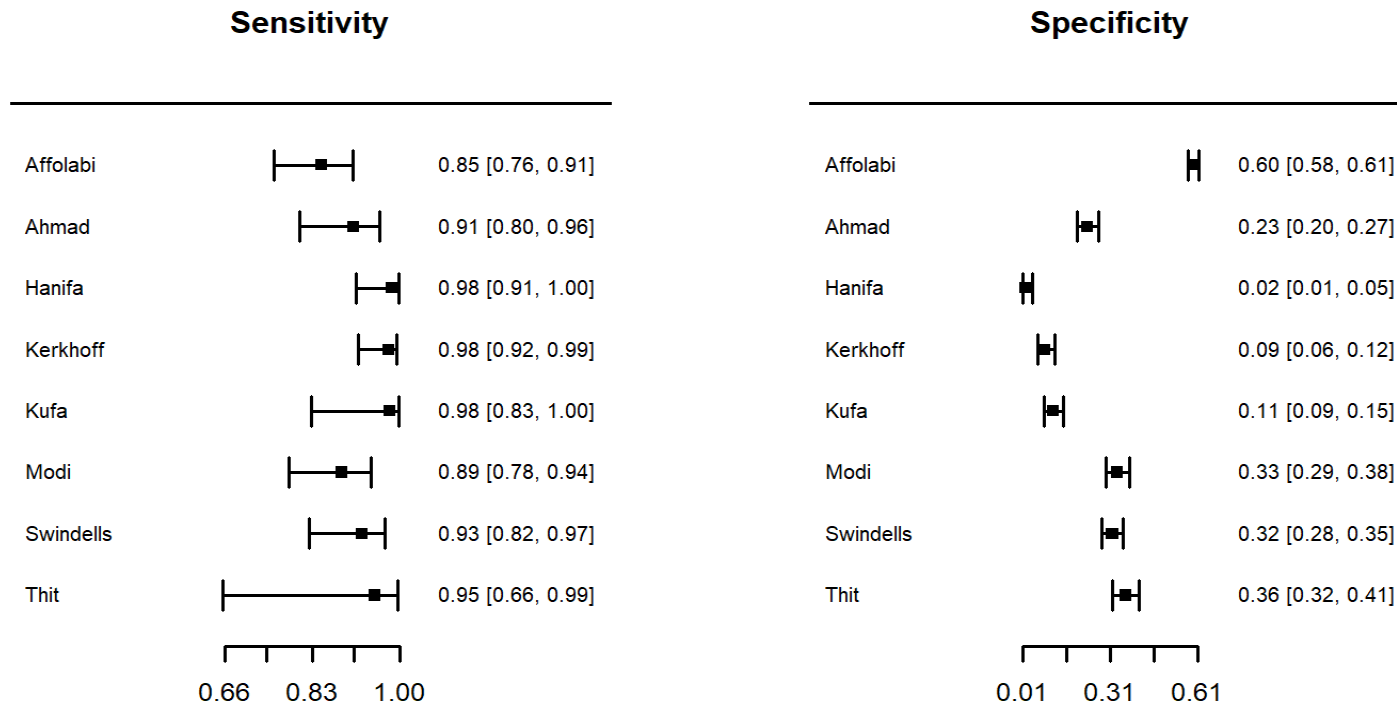 Sensitivity
Affolabi 0.85 [0.76, 0.91]
Ahmad 0.91 [0.80, 0.96]
Hanifa 0.98 [0.91, 1.00]
Kerkhoff 0.98 [0.92, 0.99]
Kufa 0.98 [0.83, 1.00]
Modi 0.89 [0.78, 0.94]
Swindells 0.93 [0.82, 0.97]
Thit 0.95 [0.66, 0.99]
0.66 0.83 1.00
Specificity
Affolabi 0.60 [0.58, 0.61]
Ahmad 0.23 [0.20, 0.27]
Hanifa 0.02 [0.01, 0.05]
Kerkhoff 0.09 [0.06, 0.12]
Kufa 0.11 [0.09, 0.15]
Modi 0.33 [0.29, 0.38]
Swindells 0.32 [0.28, 0.35]
Thit 0.36 [0.32, 0.41]
0.01 0.31 0.61